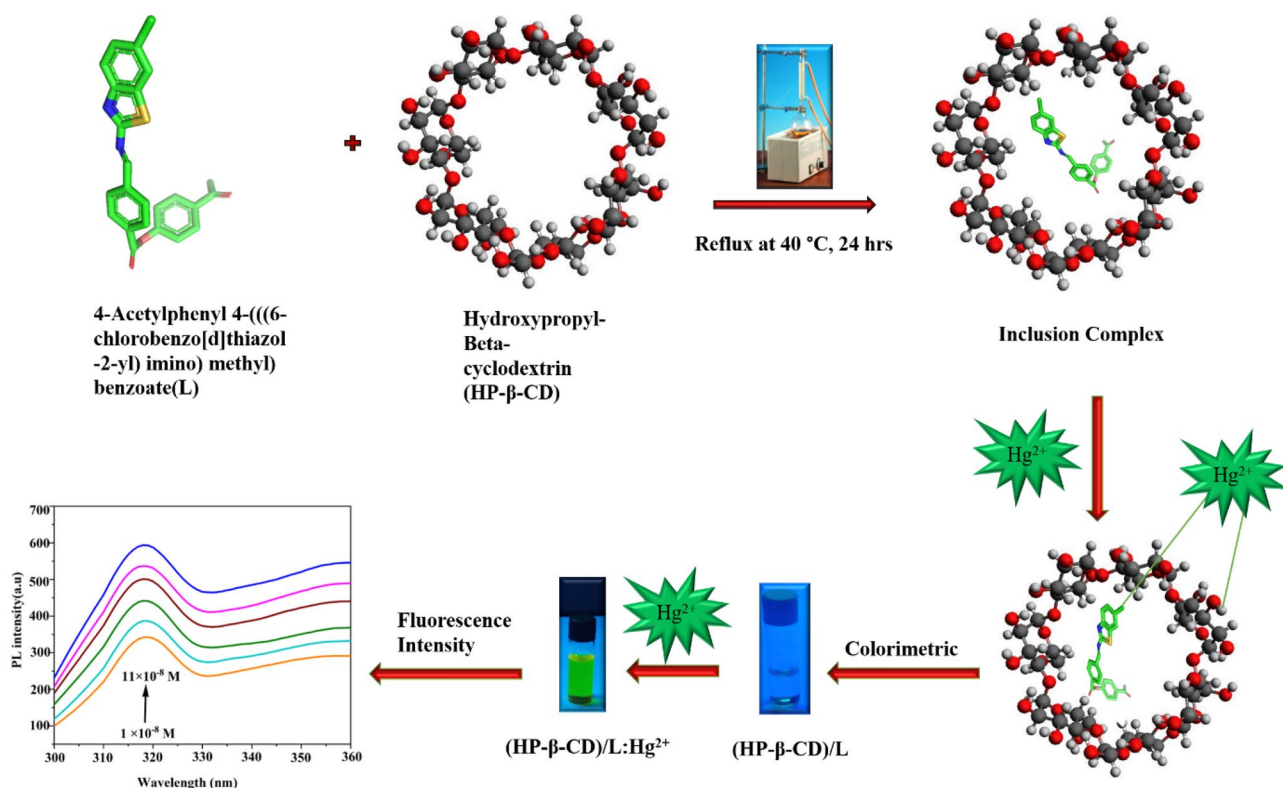 Reflux at 40 °C, 24 hrs
4-Acetylphenyl 4-(((6-
chlorobenzo[d]thiazol
-2-yl) imino) methyl)
benzoate(L)
Hydroxypropyl-
Beta-
cyclodextrin
(HP-β-CD)
Inclusion Complex
Hg²⁺
Hg²⁺
Colorimetric
(HP-β-CD)/L
Hg²⁺
(HP-β-CD)/L:Hg²⁺
Fluorescence
Intensity
PL intensity(a.u)
700
600
500
400
300
200
100
11×10⁻⁸ M
1 ×10⁻⁸ M
300 310 320 330 340 350 360
Wavelength (nm)